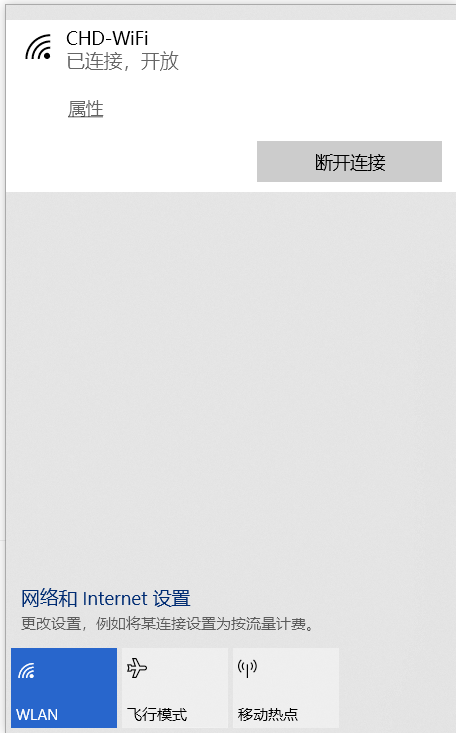 CHD-WiFi
已连接，开放
属性
断开连接
网络和 Internet 设置
更改设置，例如将某连接设置为按流量计费。
WLAN
飞行模式
移动热点